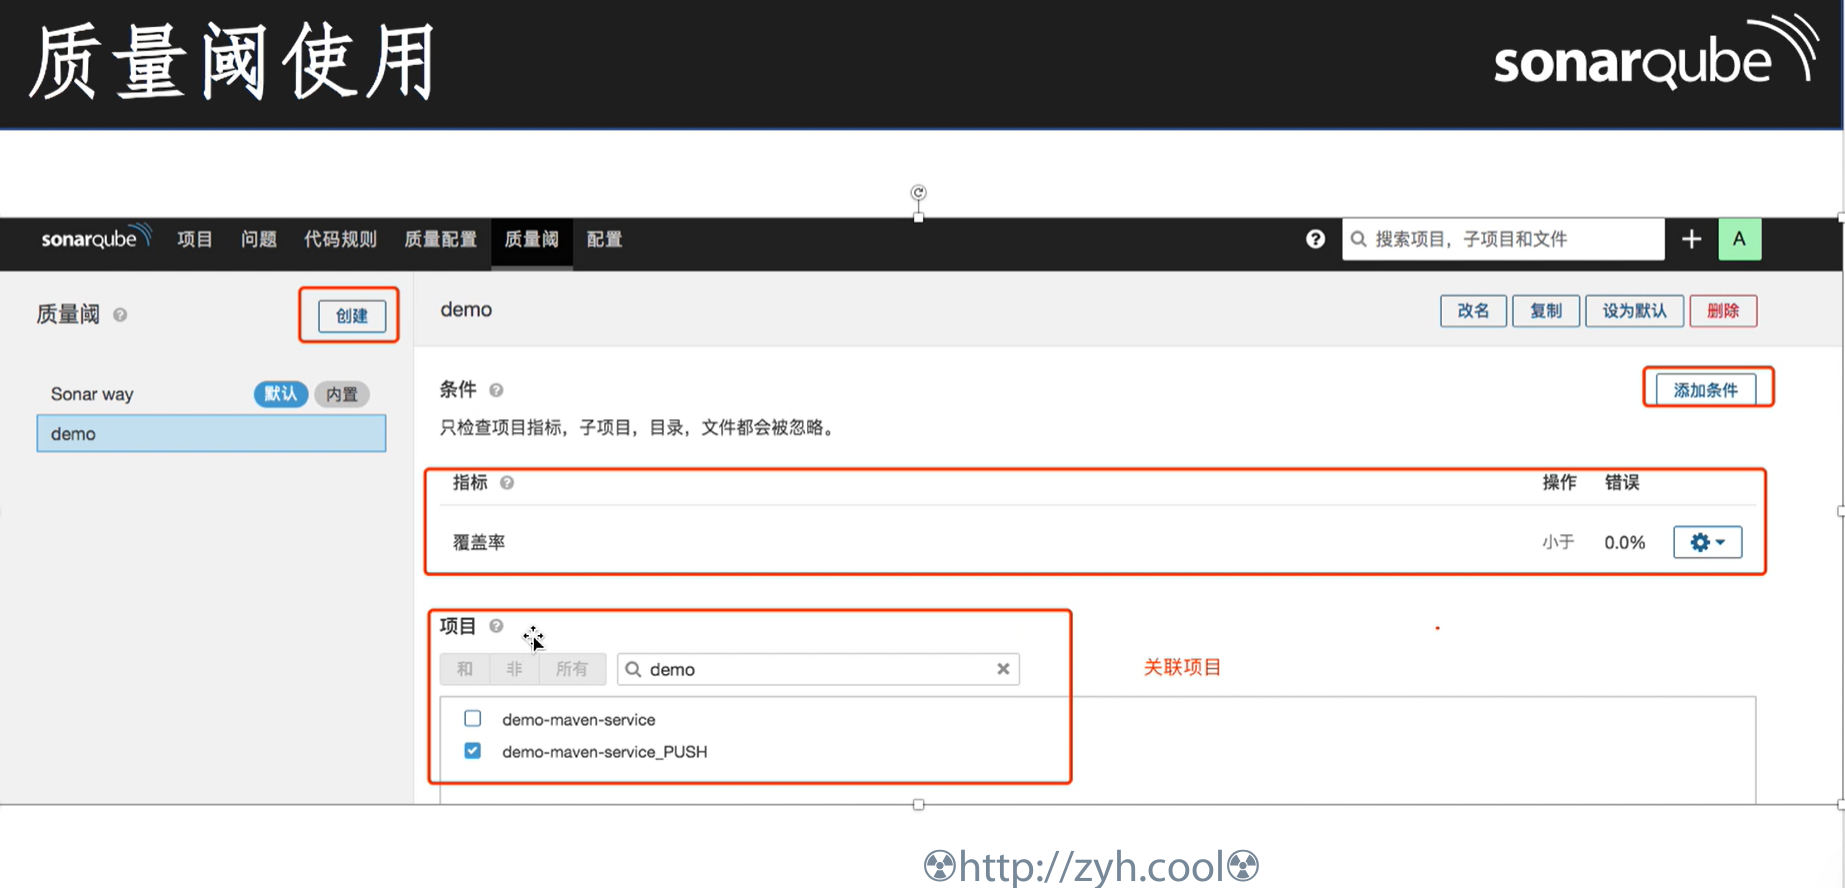 质量阈使用
sonarqube
sonarqube 项目 问题 代码规则 质量配置 质量阈 配置 搜索项目，子项目和文件 A
质量阈 创建
demo 改名 复制 设为默认 删除
Sonar way 默认 内置
demo
条件 添加条件
只检查项目指标，子项目，目录，文件都会被忽略。
指标 操作 错误
覆盖率 小于 0.0%
项目
和 非 所有 demo
关联项目
demo-maven-service
demo-maven-service_PUSH
☢http://zyh.cool☢